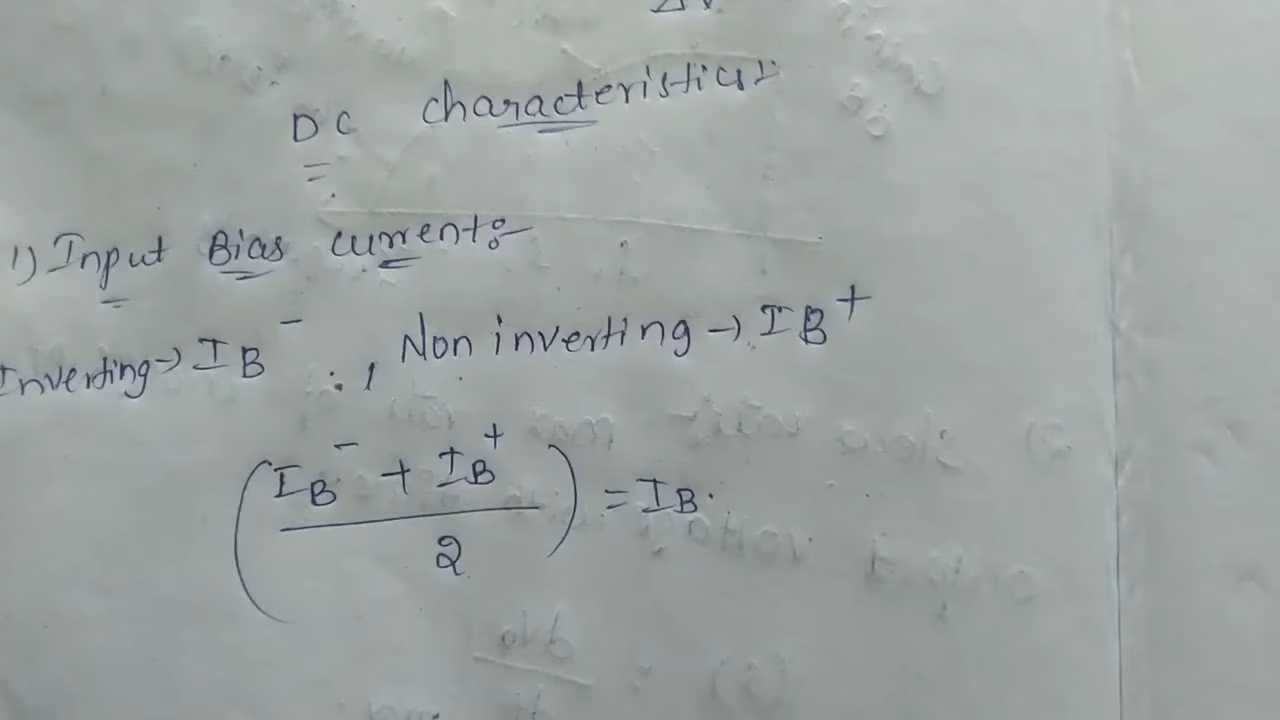 DC characteristics:-
1) Input Bias current:-
Inverting → IB⁻ , Non inverting → IB⁺
(IB⁻ + IB⁺ / 2) = IB.